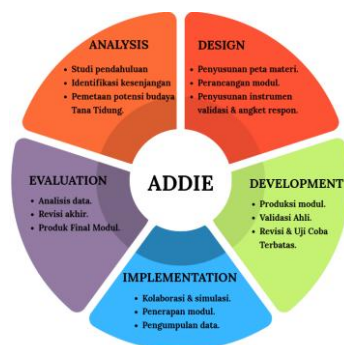 ANALYSIS
• Studi pendahuluan
• Identifikasi kesenjangan
• Pemetaan potensi budaya
Tana Tidung.
DESIGN
• Penyusunan peta materi.
• Perancangan modul.
• Penyusunan instrumen
validasi & angket respon.
EVALUATION
• Analisis data.
• Revisi akhir.
• Produk Final Modul.
ADDIE
DEVELOPMENT
• Produksi modul.
• Validasi Ahli.
• Revisi & Uji Coba
Terbatas.
IMPLEMENTATION
• Kolaborasi & simulasi.
• Penerapan modul.
• Pengumpulan data.